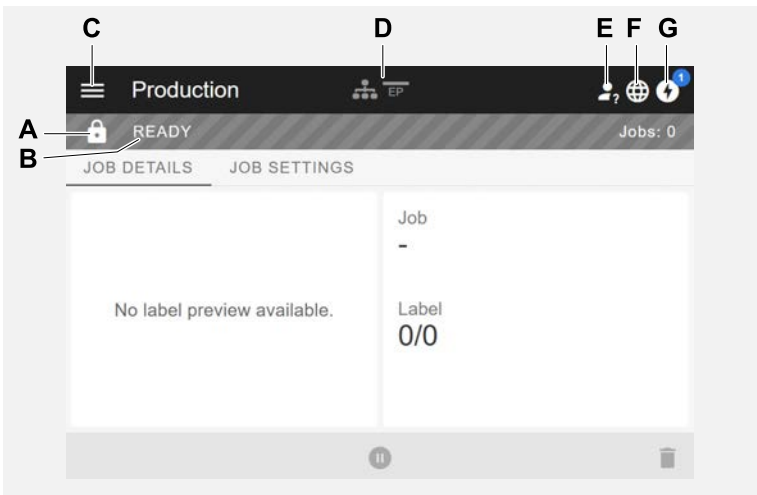 C D E F G
Production EP 1
A READY Jobs: 0
B
JOB DETAILS JOB SETTINGS
Job
-
No label preview available.
Label
0/0